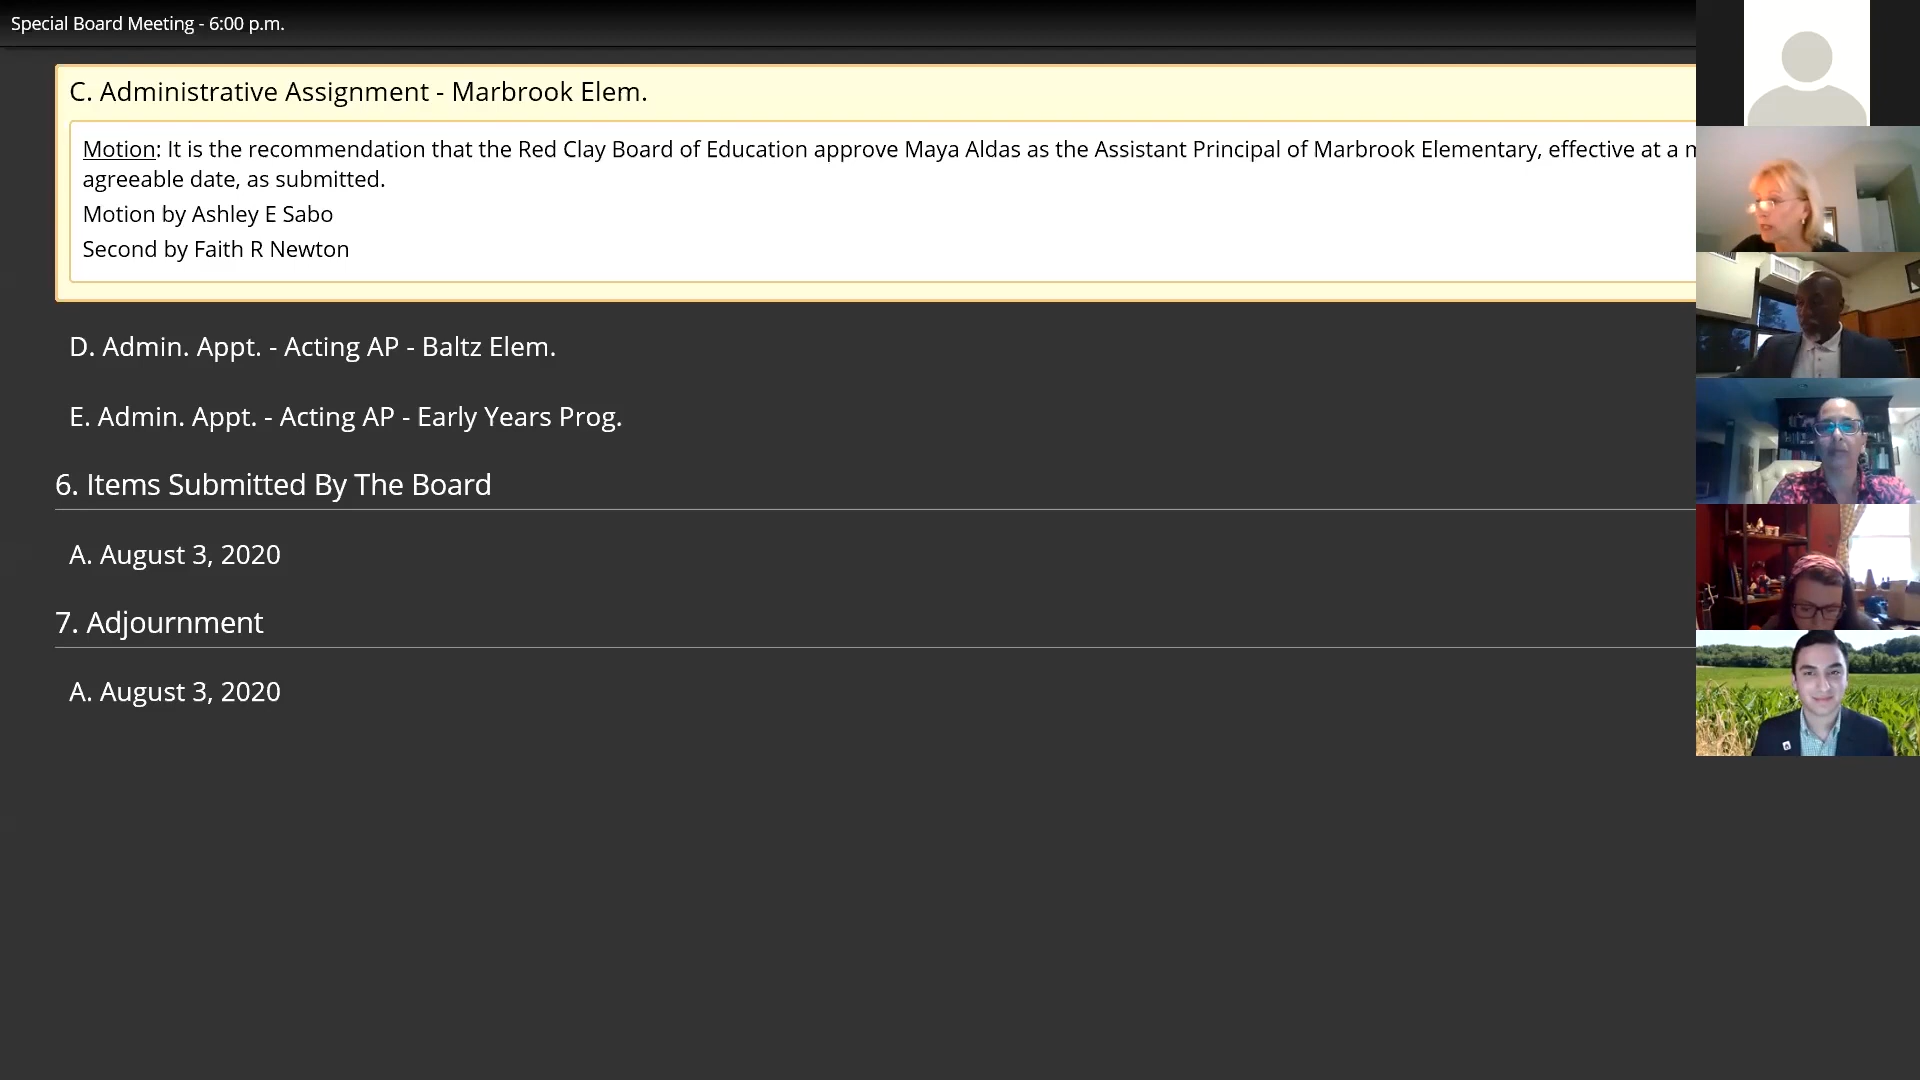 Special Board Meeting - 6:00 p.m.
C. Administrative Assignment - Marbrook Elem.
Motion: It is the recommendation that the Red Clay Board of Education approve Maya Aldas as the Assistant Principal of Marbrook Elementary, effective at a
agreeable date, as submitted.
Motion by Ashley E Sabo
Second by Faith R Newton
D. Admin. Appt. - Acting AP - Baltz Elem.
E. Admin. Appt. - Acting AP - Early Years Prog.
6. Items Submitted By The Board
A. August 3, 2020
7. Adjournment
A. August 3, 2020